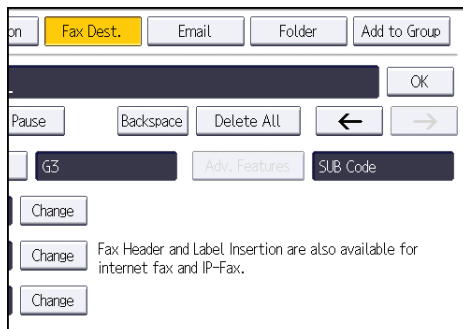 on Fax Dest. Email Folder Add to Group
_ OK
Pause Backspace Delete All ← →
G3 Adv. Features SUB Code
Change
Change Fax Header and Label Insertion are also available for
internet fax and IP-Fax.
Change